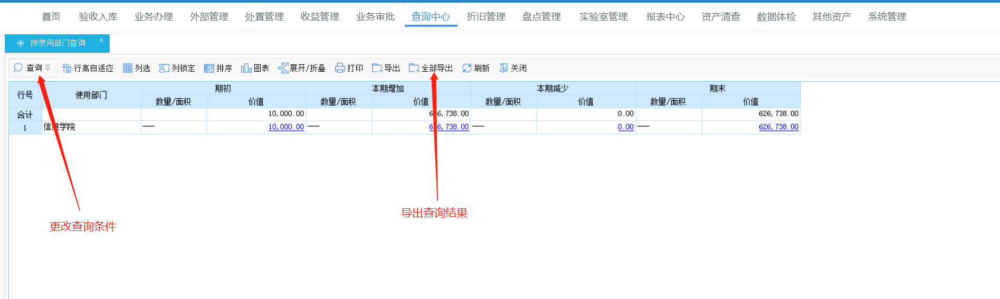 首页 验收入库 业务办理 外部管理 处置管理 收益管理 业务审批 查询中心 折旧管理 盘点管理 实验室管理 报表中心 资产清查 数据体检 其他资产 系统管理
按使用部门查询 ×
查询 行高自适应 列选 列锁定 排序 图表 展开/折叠 打印 导出 全部导出 刷新 关闭
行号 使用部门 期初 本期增加 本期减少 期末
数量/面积 价值 数量/面积 价值 数量/面积 价值 数量/面积 价值
合计 10,000.00 626,738.00 0.00 626,738.00
1 信息学院 —— 10,000.00 —— 626,738.00 —— 0.00 —— 626,738.00
导出查询结果
更改查询条件